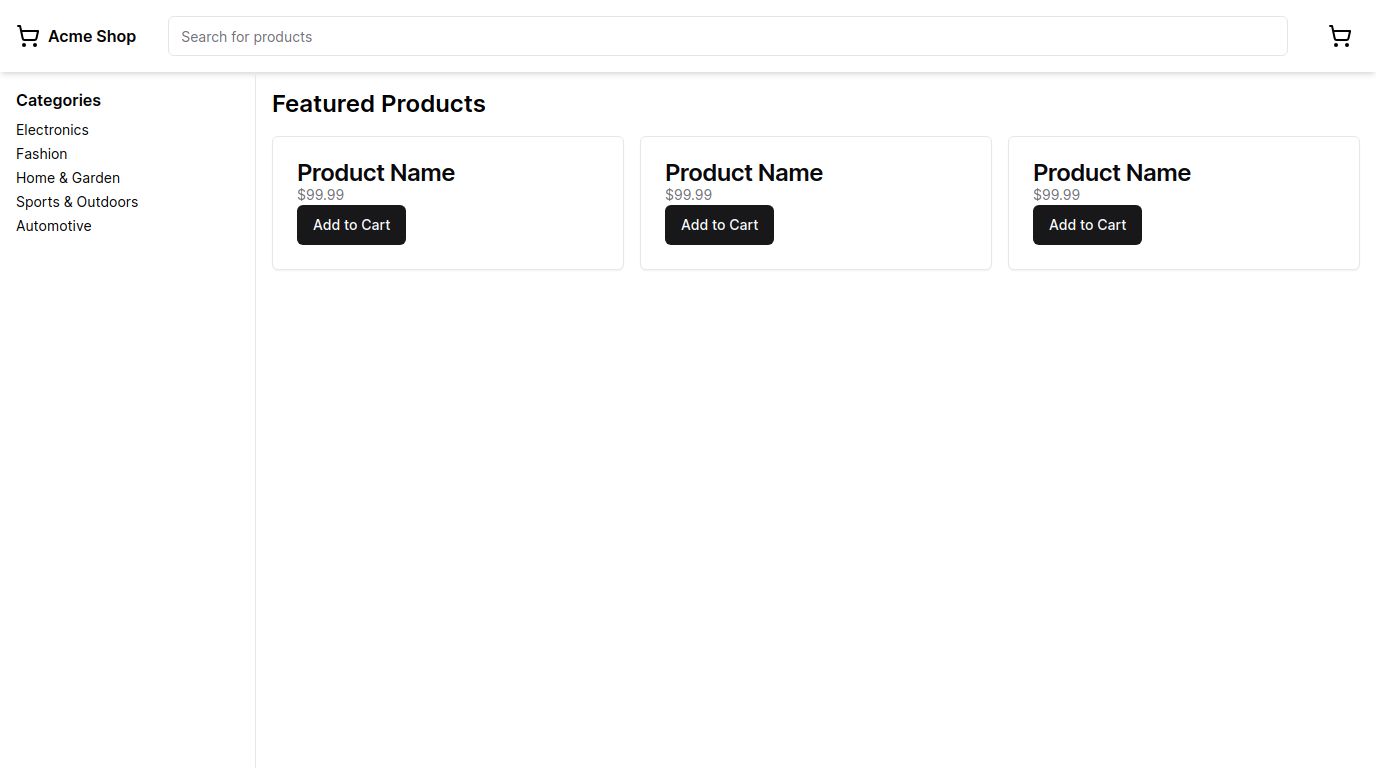 Acme Shop
Search for products
Categories
Electronics
Fashion
Home & Garden
Sports & Outdoors
Automotive
Featured Products
Product Name
$99.99
Add to Cart
Product Name
$99.99
Add to Cart
Product Name
$99.99
Add to Cart